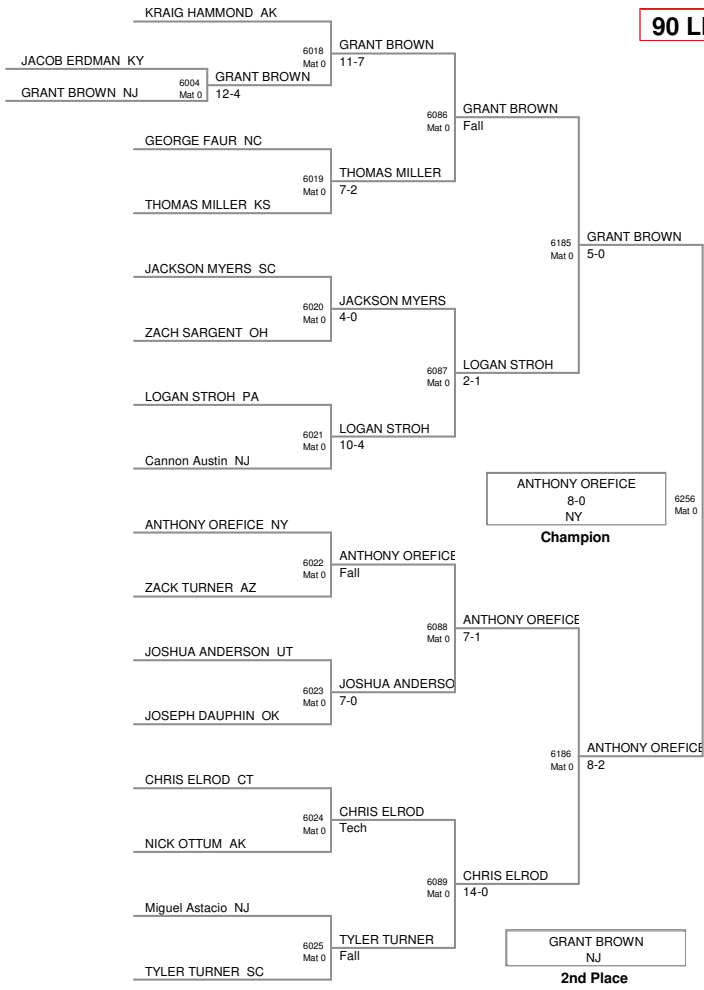 KRAIG HAMMOND AK
90 L
6018
Mat 0
GRANT BROWN
11-7
JACOB ERDMAN KY
6004
Mat 0
GRANT BROWN
12-4
GRANT BROWN NJ
6086
Mat 0
GRANT BROWN
Fall
GEORGE FAUR NC
6019
Mat 0
THOMAS MILLER
7-2
THOMAS MILLER KS
6185
Mat 0
GRANT BROWN
5-0
JACKSON MYERS SC
6020
Mat 0
JACKSON MYERS
4-0
ZACH SARGENT OH
6087
Mat 0
LOGAN STROH
2-1
LOGAN STROH PA
6021
Mat 0
LOGAN STROH
10-4
Cannon Austin NJ
ANTHONY OREFICE
8-0
NY
Champion
6256
Mat 0
ANTHONY OREFICE NY
6022
Mat 0
ANTHONY OREFICE
Fall
ZACK TURNER AZ
6088
Mat 0
ANTHONY OREFICE
7-1
JOSHUA ANDERSON UT
6023
Mat 0
JOSHUA ANDERSO
7-0
JOSEPH DAUPHIN OK
6186
Mat 0
ANTHONY OREFICE
8-2
CHRIS ELROD CT
6024
Mat 0
CHRIS ELROD
Tech
NICK OTTUM AK
6089
Mat 0
CHRIS ELROD
14-0
Miguel Astacio NJ
6025
Mat 0
TYLER TURNER
Fall
TYLER TURNER SC
GRANT BROWN
NJ
2nd Place